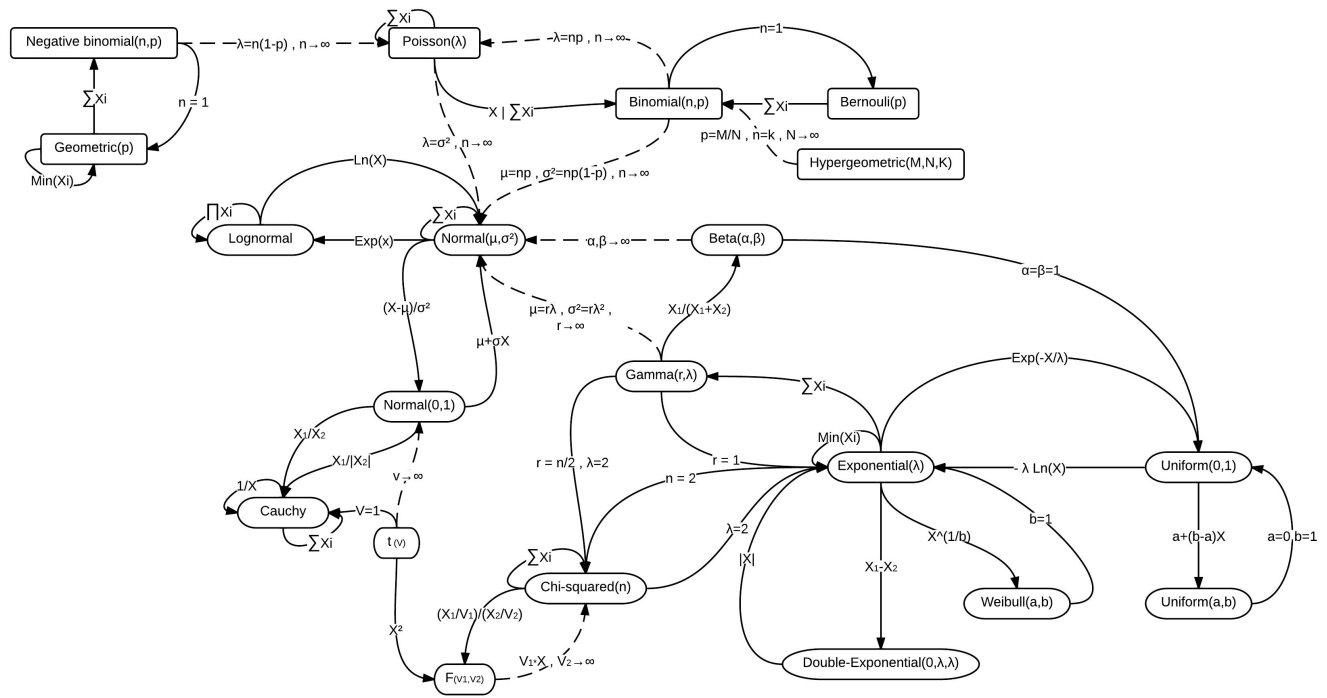 ∑Xi
Negative binomial(n,p)
λ=n(1-p) , n→∞
Poisson(λ)
λ=np , n→∞
n=1
∑Xi
n = 1
X | ∑Xi
Binomial(n,p)
∑Xi
Bernouli(p)
Geometric(p)
λ=σ² , n→∞
p=M/N , n=k , N→∞
Hypergeometric(M,N,K)
Min(Xi)
Ln(X)
µ=np , σ²=np(1-p) , n→∞
∏Xi
∑Xi
Lognormal
Exp(x)
Normal(µ,σ²)
α,β→∞
Beta(α,β)
α=β=1
(X-µ)/σ²
µ=rλ , σ²=rλ² ,
r→∞
X1/(X1+X2)
µ+σX
Exp(-X/λ)
Gamma(r,λ)
∑Xi
Normal(0,1)
X1/X2
Min(Xi)
X1/|X2|
r = n/2 , λ=2
r = 1
Exponential(λ)
- λ Ln(X)
Uniform(0,1)
v→∞
n = 2
1/X
Cauchy
V=1
∑Xi
t (V)
λ=2
b=1
X^(1/b)
a+(b-a)X
a=0,b=1
∑Xi
|X|
X1-X2
Chi-squared(n)
Weibull(a,b)
Uniform(a,b)
(X1/V1)/(X2/V2)
X²
V1*X , V2→∞
Double-Exponential(0,λ,λ)
F(V1,V2)